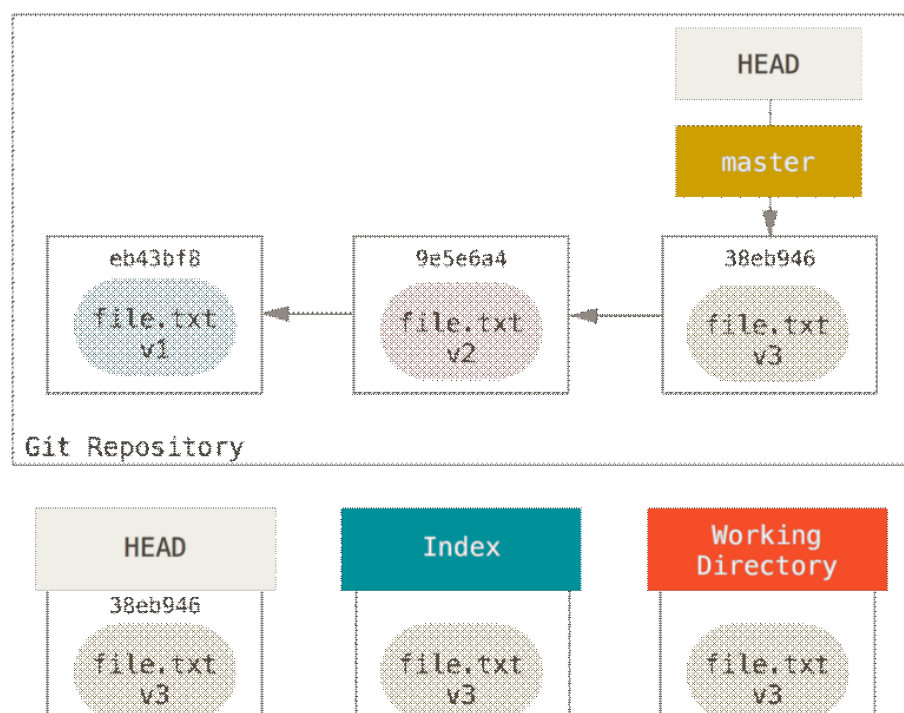 HEAD
master
eb43bf8
9e5e6a4
38eb946
file.txt
v1
file.txt
v2
file.txt
v3
Git Repository
HEAD
Index
Working
Directory
38eb946
file.txt
v3
file.txt
v3
file.txt
v3